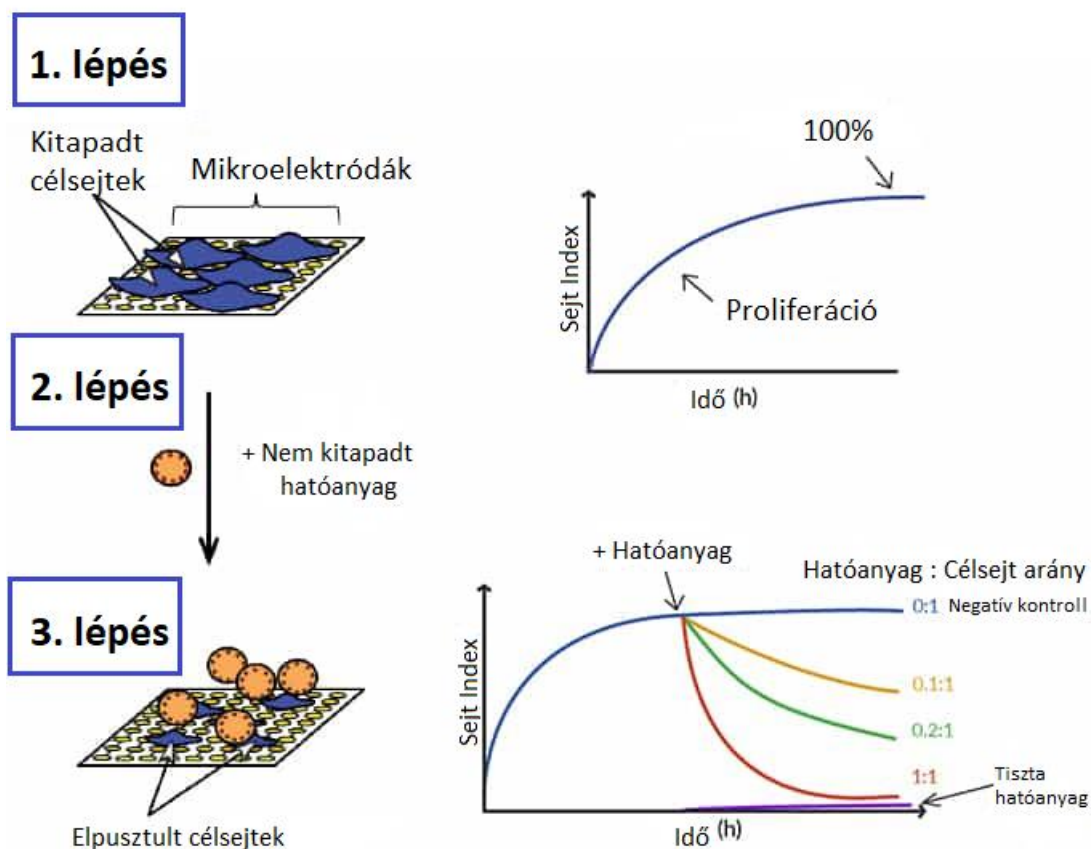 1. lépés
Kitapadt
célsejtek
Mikroelektródák
100%
Sejt Index
Proliferáció
Idő (h)
2. lépés
+ Nem kitapadt
hatóanyag
3. lépés
+ Hatóanyag
Hatóanyag : Célsejt arány
0:1 Negatív kontroll
0.1:1
0.2:1
1:1
Tiszta
hatóanyag
Sejt Index
Idő (h)
Elpusztult célsejtek